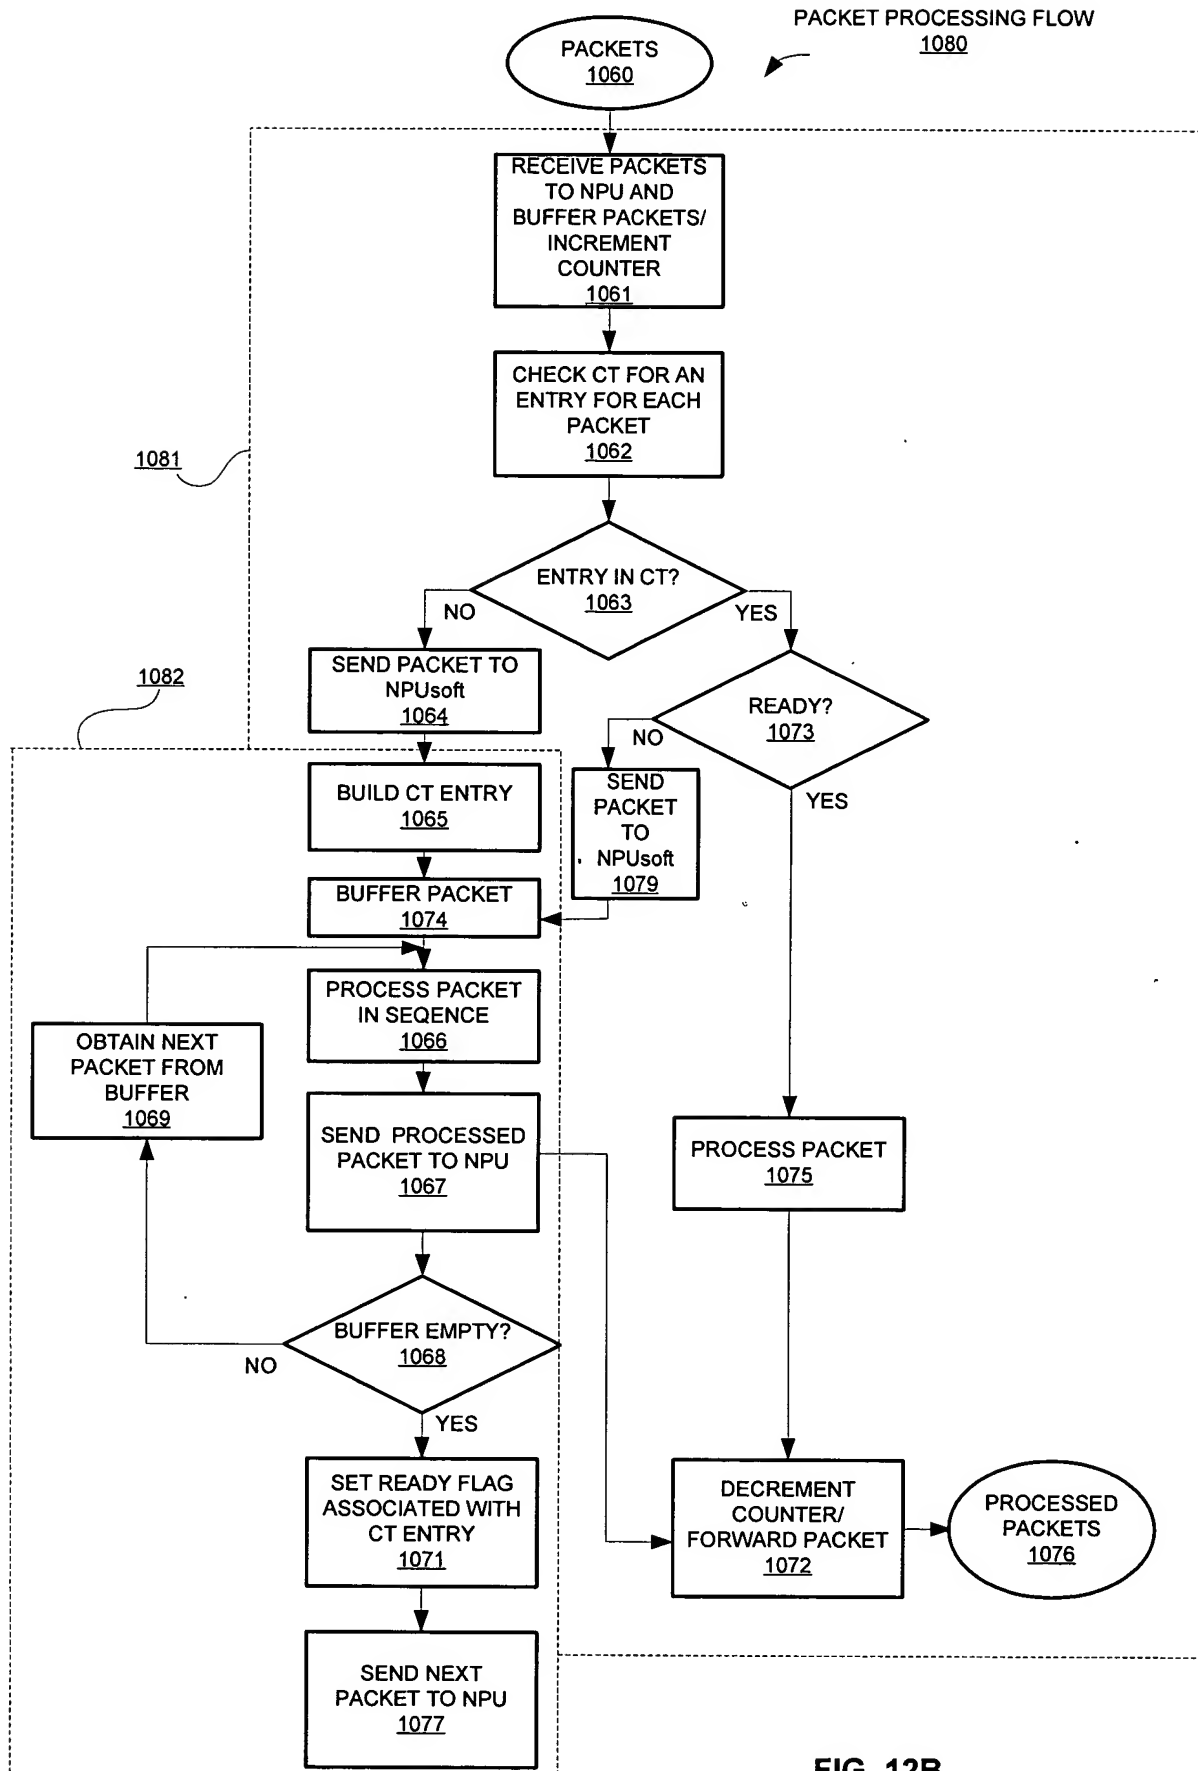 PACKET PROCESSING FLOW
1080
PACKETS
1060
RECEIVE PACKETS
TO NPU AND
BUFFER PACKETS/
INCREMENT
COUNTER
1061
CHECK CT FOR AN
ENTRY FOR EACH
PACKET
1062
1081
ENTRY IN CT?
1063
NO
YES
SEND PACKET TO
NPUsoft
1064
1082
READY?
1073
NO
YES
BUILD CT ENTRY
1065
SEND
PACKET
TO
NPUsoft
1079
BUFFER PACKET
1074
PROCESS PACKET
IN SEQENCE
1066
OBTAIN NEXT
PACKET FROM
BUFFER
1069
SEND PROCESSED
PACKET TO NPU
1067
PROCESS PACKET
1075
BUFFER EMPTY?
1068
NO
YES
SET READY FLAG
ASSOCIATED WITH
CT ENTRY
1071
DECREMENT
COUNTER/
FORWARD PACKET
1072
PROCESSED
PACKETS
1076
SEND NEXT
PACKET TO NPU
1077
FIG. 12B